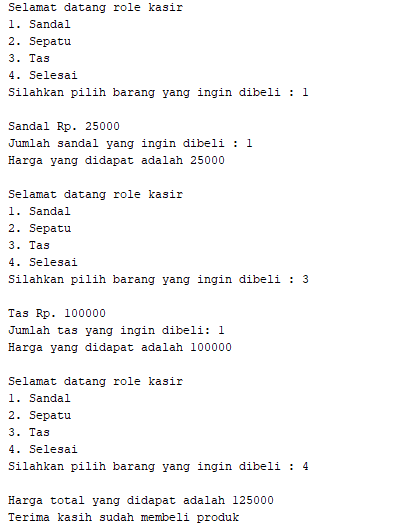 Selamat datang role kasir
1. Sandal
2. Sepatu
3. Tas
4. Selesai
Silahkan pilih barang yang ingin dibeli : 1
Sandal Rp. 25000
Jumlah sandal yang ingin dibeli : 1
Harga yang didapat adalah 25000
Selamat datang role kasir
1. Sandal
2. Sepatu
3. Tas
4. Selesai
Silahkan pilih barang yang ingin dibeli : 3
Tas Rp. 100000
Jumlah tas yang ingin dibeli: 1
Harga yang didapat adalah 100000
Selamat datang role kasir
1. Sandal
2. Sepatu
3. Tas
4. Selesai
Silahkan pilih barang yang ingin dibeli : 4
Harga total yang didapat adalah 125000
Terima kasih sudah membeli produk